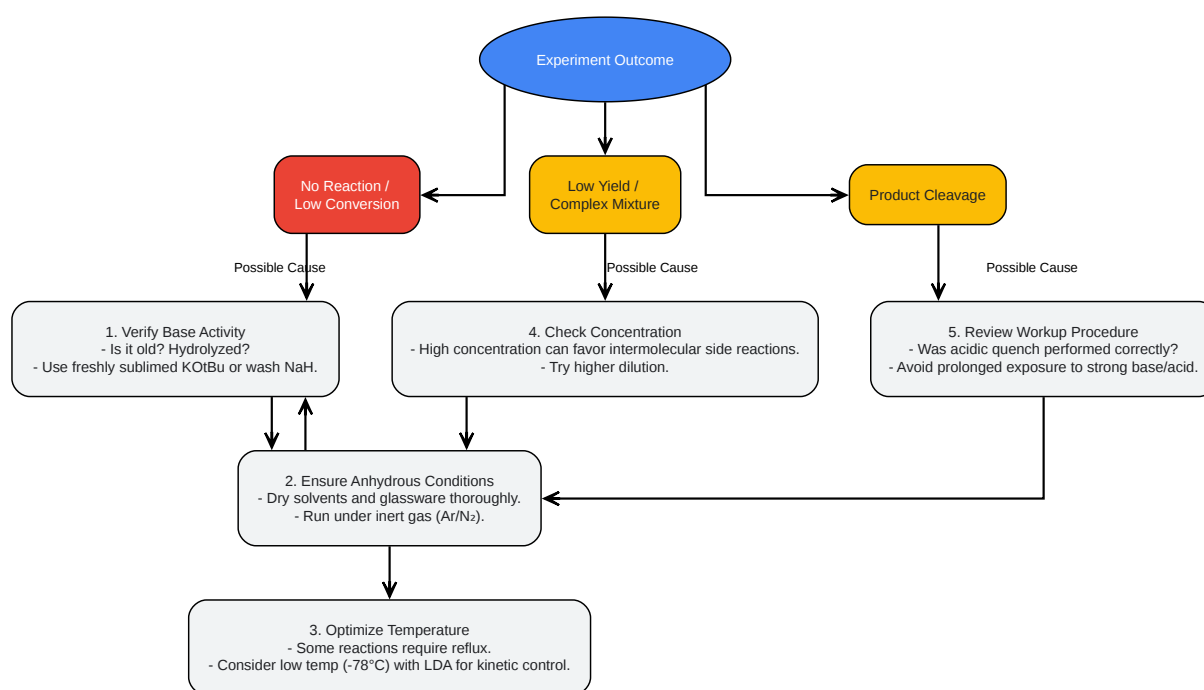 Experiment Outcome
No Reaction /
Low Conversion
Low Yield /
Complex Mixture
Product Cleavage
Possible Cause
Possible Cause
Possible Cause
1. Verify Base Activity
- Is it old? Hydrolyzed?
- Use freshly sublimed KOtBu or wash NaH.
4. Check Concentration
- High concentration can favor intermolecular side reactions.
- Try higher dilution.
5. Review Workup Procedure
- Was acidic quench performed correctly?
- Avoid prolonged exposure to strong base/acid.
2. Ensure Anhydrous Conditions
- Dry solvents and glassware thoroughly.
- Run under inert gas (Ar/N₂).
3. Optimize Temperature
- Some reactions require reflux.
- Consider low temp (-78°C) with LDA for kinetic control.